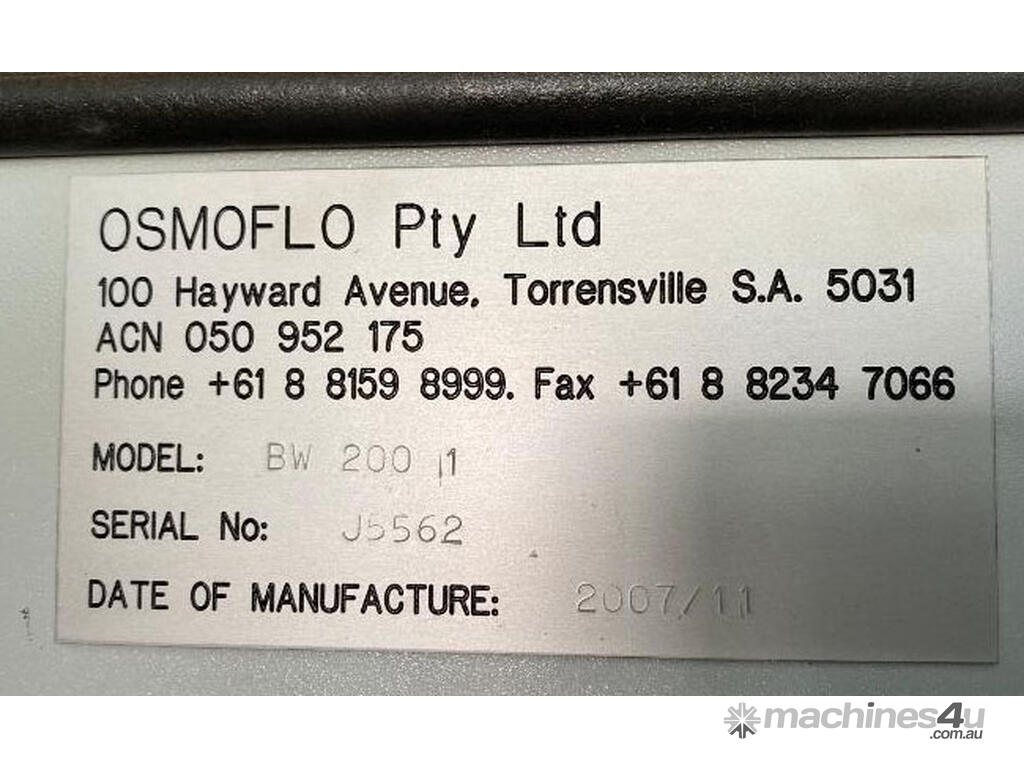 OSMOFLO Pty Ltd
100 Hayward Avenue, Torrensville S.A. 5031
ACN 050 952 175
Phone +61 8 8159 8999. Fax +61 8 8234 7066
MODEL: BW 200 11
SERIAL No: J5562
DATE OF MANUFACTURE: 2007/11
machines4u
.com.au